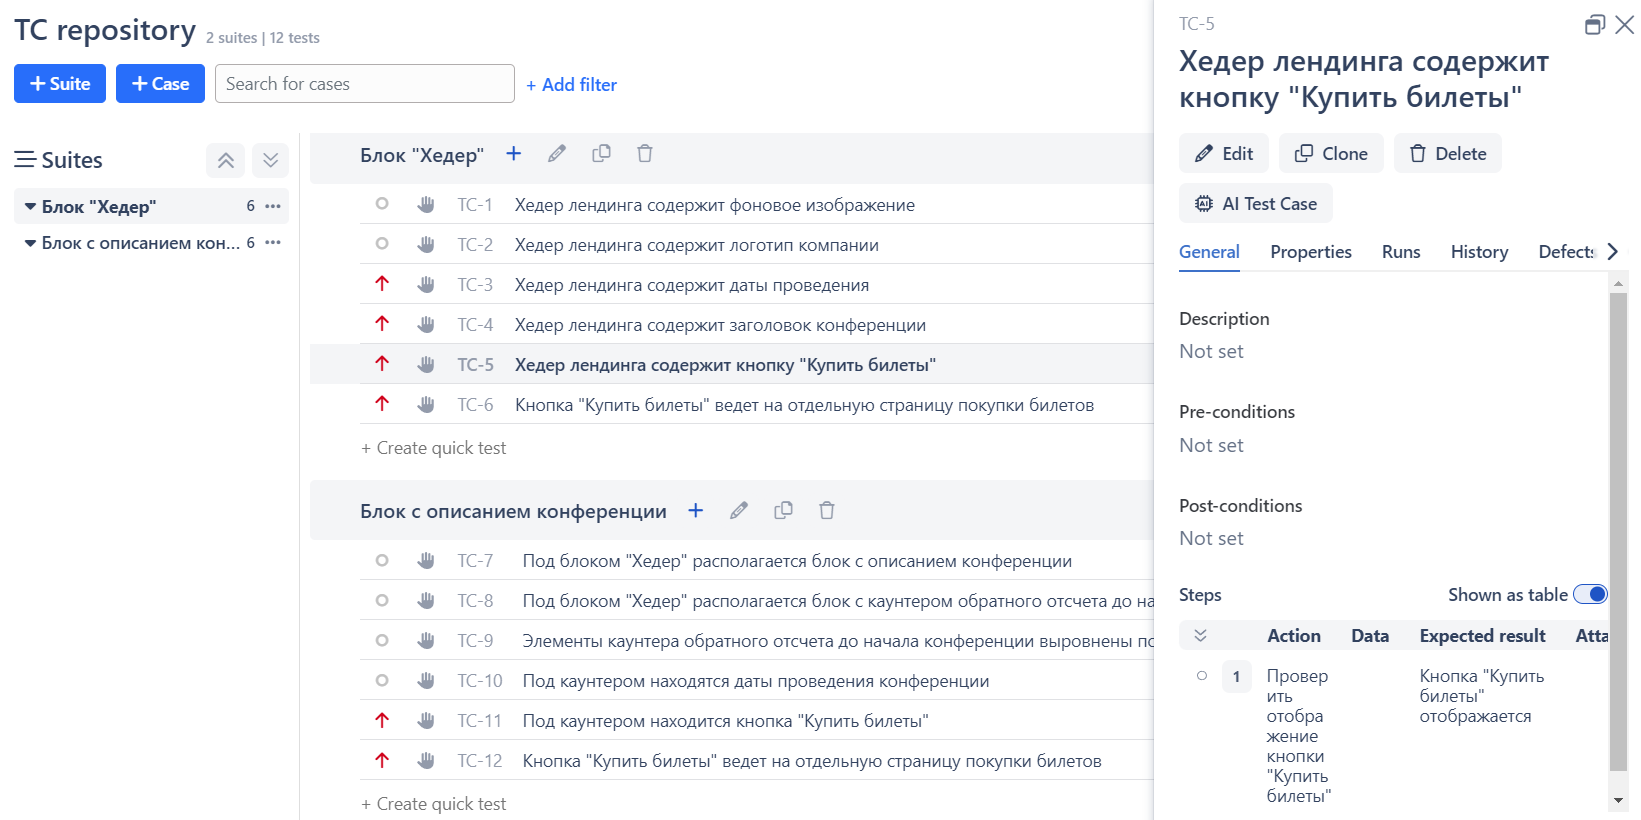 TC repository 2 suites | 12 tests
+ Suite
+ Case
Search for cases
+ Add filter
Suites
Блок "Хедер" 6
Блок с описанием кон... 6
Блок "Хедер"
TC-1 Хедер лендинга содержит фоновое изображение
TC-2 Хедер лендинга содержит логотип компании
TC-3 Хедер лендинга содержит даты проведения
TC-4 Хедер лендинга содержит заголовок конференции
TC-5 Хедер лендинга содержит кнопку "Купить билеты"
TC-6 Кнопка "Купить билеты" ведет на отдельную страницу покупки билетов
+ Create quick test
Блок с описанием конференции
TC-7 Под блоком "Хедер" располагается блок с описанием конференции
TC-8 Под блоком "Хедер" располагается блок с каунтером обратного отсчета до на
TC-9 Элементы каунтера обратного отсчета до начала конференции выровнены по
TC-10 Под каунтером находятся даты проведения конференции
TC-11 Под каунтером находится кнопка "Купить билеты"
TC-12 Кнопка "Купить билеты" ведет на отдельную страницу покупки билетов
+ Create quick test
TC-5
Хедер лендинга содержит
кнопку "Купить билеты"
Edit
Clone
Delete
AI Test Case
General Properties Runs History Defects
Description
Not set
Pre-conditions
Not set
Post-conditions
Not set
Steps Shown as table
Action Data Expected result Atta
1
Провер
ить
отобра
жение
кнопки
"Купить
билеты"
Кнопка "Купить
билеты"
отображается